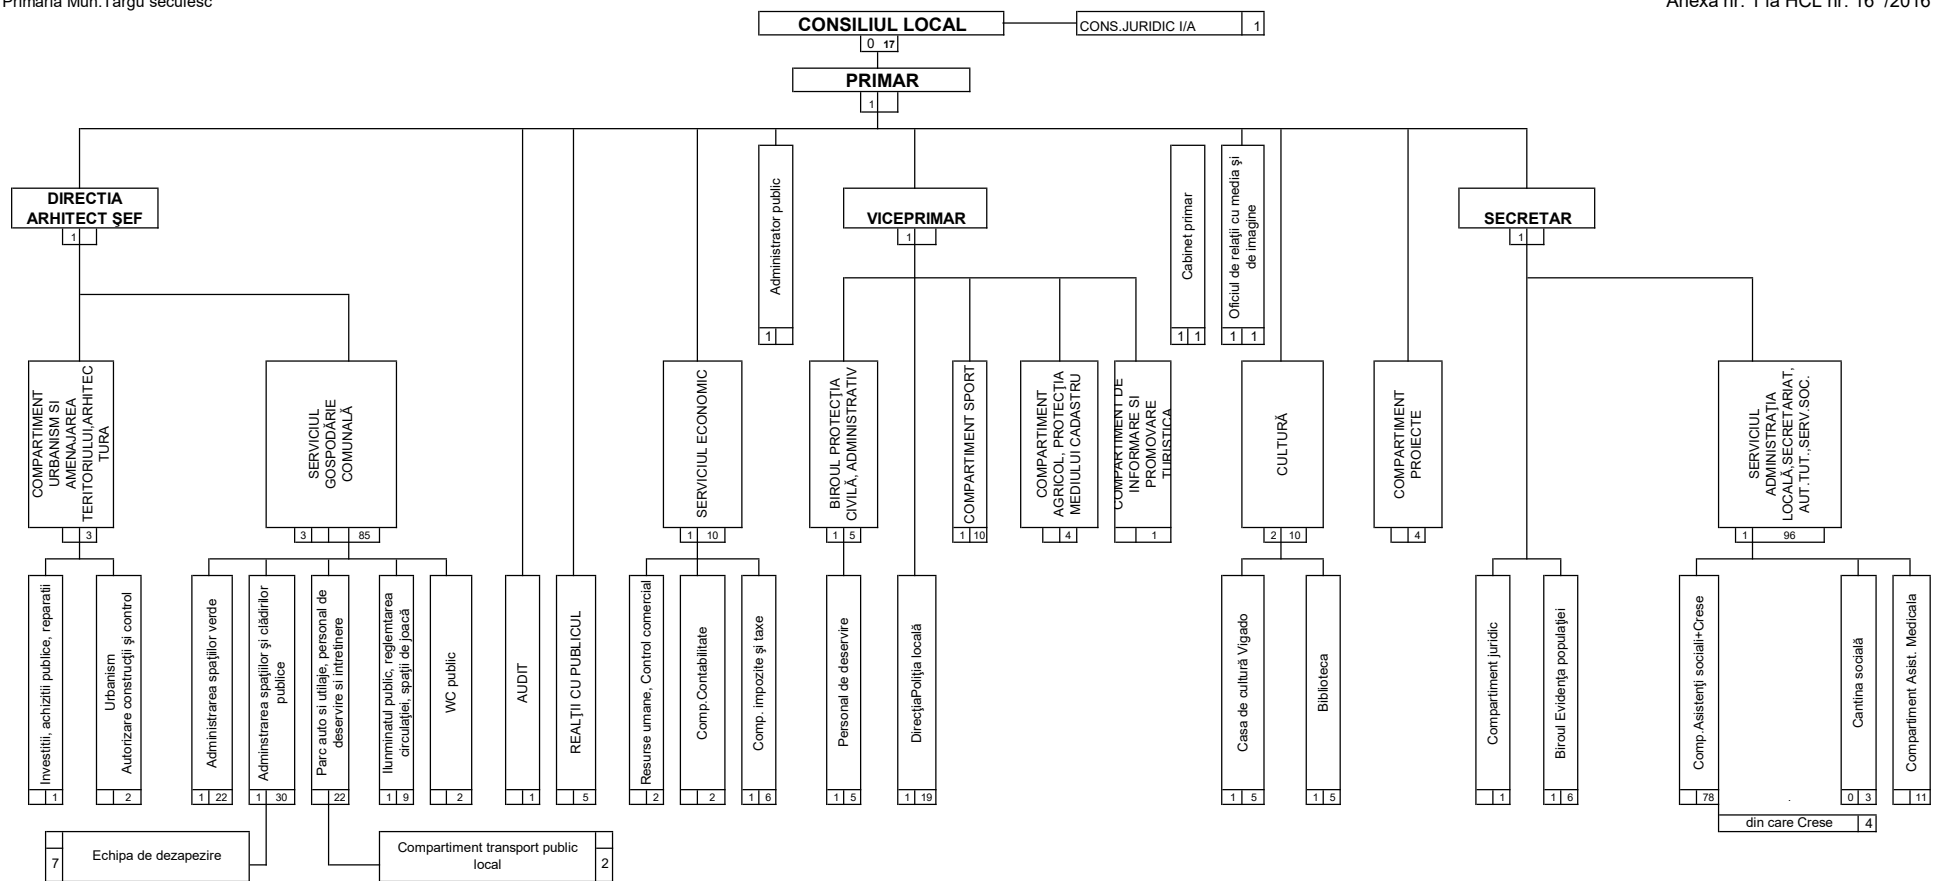 Primaria Mun.Târgu secuiesc
Anexa nr. 1 la HCL nr. 16 /2016
CONSILIUL LOCAL
CONS.JURIDIC I/A 1
0 17
PRIMAR
1
DIRECTIA
ARHITECT ŞEF
1
Administrator public
1
VICEPRIMAR
1
Cabinet primar
1 1
Oficiul de relaţii cu media şi
de imagine
1 1
SECRETAR
1
COMPARTIMENT
URBANISM SI
AMENAJAREA
TERITORIULUI,ARHITEC
TURA
3
SERVICIUL
GOSPODĂRIE
COMUNALĂ
3 85
SERVICIUL ECONOMIC
1 10
BIROUL PROTECŢIA
CIVILĂ, ADMINISTRATIV
1 5
COMPARTIMENT SPORT
1 10
COMPARTIMENT
AGRICOL, PROTECŢIA
MEDIULUI CADASTRU
4
COMPARTIMENT DE
INFORMARE SI
PROMOVARE
TURISTICA
1
CULTURĂ
2 10
COMPARTIMENT
PROIECTE
4
SERVICIUL
ADMINISTRAŢIA
LOCALĂ,SECRETARIAT,
AUT.TUT.,SERV.SOC.
1 96
Investitii, achizitii publice, reparatii
1
Urbanism
Autorizare construcţii şi control
2
Administrarea spaţiilor verde
1 22
Adminstrarea spaţiilor şi clădirilor
publice
1 30
Parc auto si utilaje, personal de
deservire si intretinere
22
Ilunminatul public, reglemtarea
circulaţiei, spaţii de joacă
1 9
WC public
2
AUDIT
1
REALŢII CU PUBLICUL
5
Resurse umane, Control comercial
2
Comp.Contabilitate
2
Comp. impozite şi taxe
1 6
Personal de deservire
1 5
DirecţiaPoliţia locală
1 19
Casa de cultură Vigado
1 5
Biblioteca
1 5
Compartiment juridic
1
Biroul Evidenţa populaţiei
1 6
Comp.Asistenţi sociali+Crese
78
.
Cantina socială
0 3
Compartiment Asist. Medicala
11
din care Crese 4
7 Echipa de dezapezire
Compartiment transport public
local
2